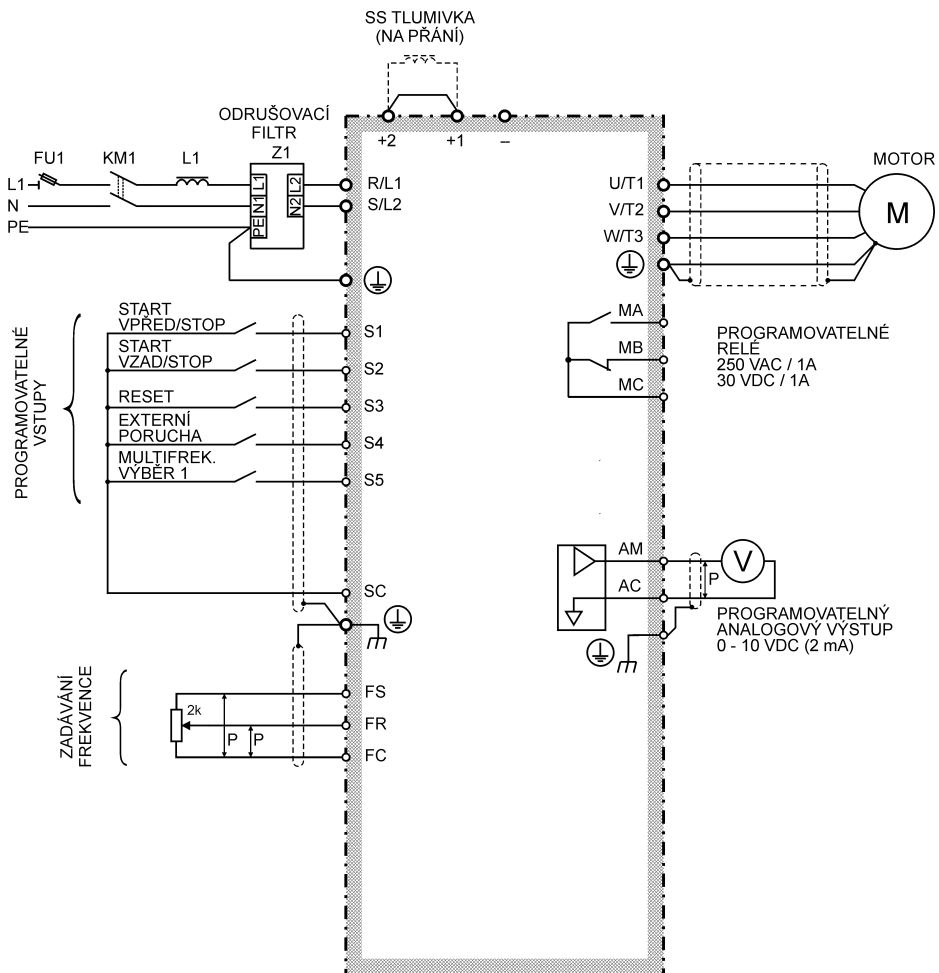 SS TLUMIVKA
(NA PŘÁNÍ)
ODRUŠOVACÍ
FILTR
Z1
+2
+1
–
FU1
KM1
L1
L1
N
PE
L1
N1
PE
L2
N2
R/L1
S/L2
U/T1
V/T2
W/T3
MOTOR
M
PROGRAMOVATELNÉ
VSTUPY
START
VPŘED/STOP
S1
START
VZAD/STOP
S2
RESET
S3
EXTERNÍ
PORUCHA
S4
MULTIFREK.
VÝBĚR 1
S5
SC
MA
MB
MC
PROGRAMOVATELNÉ
RELÉ
250 VAC / 1A
30 VDC / 1A
AM
AC
P
V
PROGRAMOVATELNÝ
ANALOGOVÝ VÝSTUP
0 - 10 VDC (2 mA)
ZADÁVÁNÍ
FREKVENCE
2k
P
P
FS
FR
FC